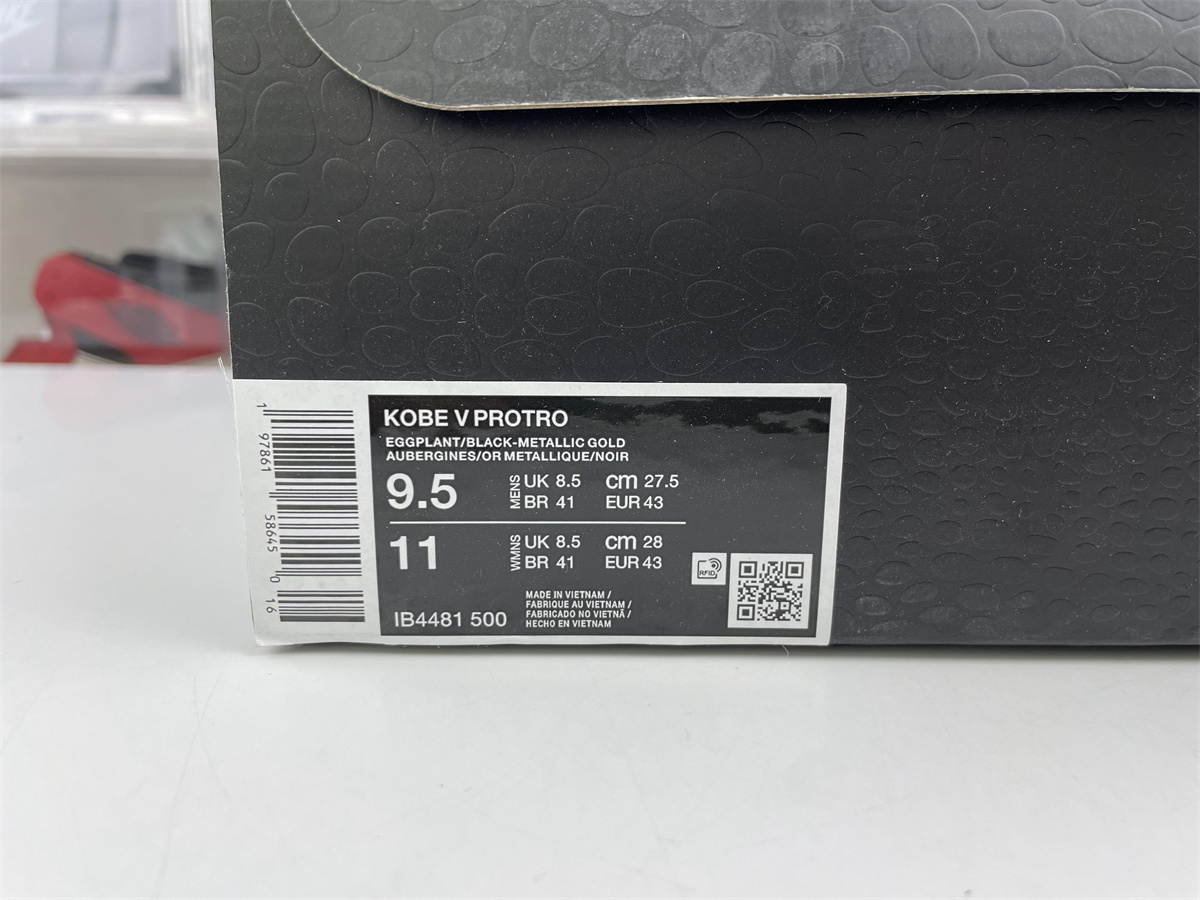 KOBE V PROTRO
EGGPLANT/BLACK-METALLIC GOLD
AUBERGINES/OR METALLIQUE/NOIR
9.5 MENS UK 8.5 cm 27.5
BR 41 EUR 43
11 WMNS UK 8.5 cm 28
BR 41 EUR 43
RFID
MADE IN VIETNAM /
FABRIQUE AU VIETNAM /
FABRICADO NO VIETNÃ /
HECHO EN VIETNAM
IB4481 500
1 97861 58645 0 16